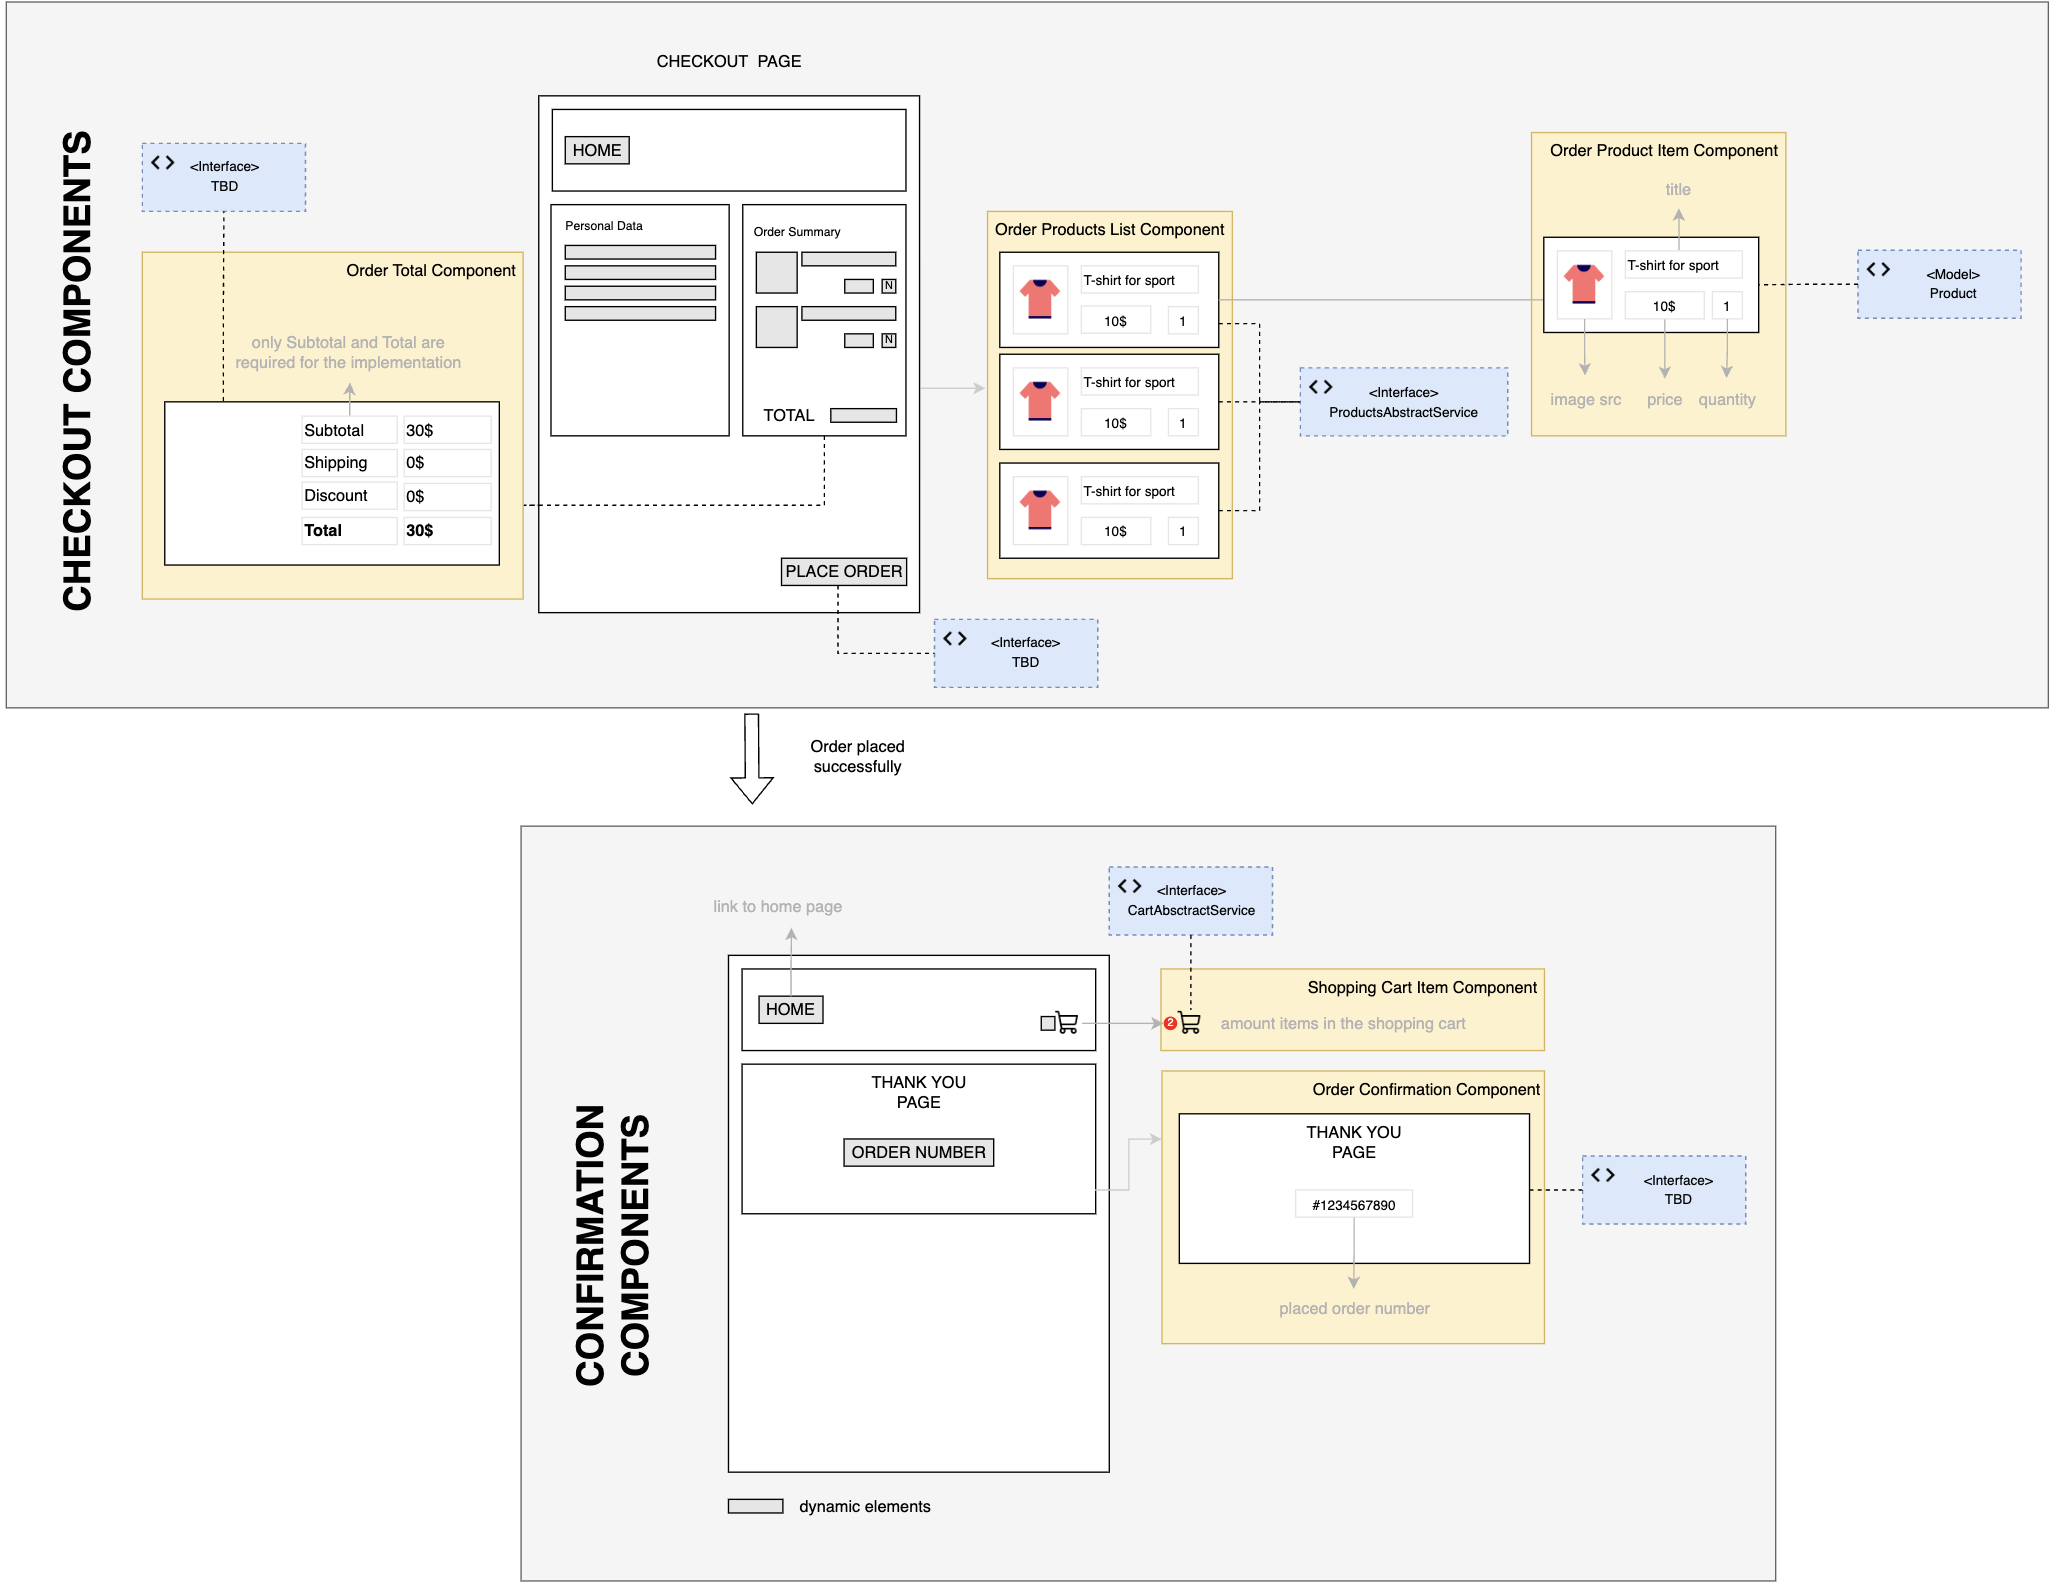 CHECKOUT COMPONENTS
CHECKOUT PAGE
<Interface>
TBD
Order Total Component
only Subtotal and Total are
required for the implementation
Subtotal 30$
Shipping 0$
Discount 0$
Total 30$
HOME
Personal Data
Order Summary
N
N
TOTAL
PLACE ORDER
<Interface>
TBD
Order Products List Component
T-shirt for sport
10$ 1
T-shirt for sport
10$ 1
T-shirt for sport
10$ 1
<Interface>
ProductsAbstractService
Order Product Item Component
title
T-shirt for sport
10$ 1
image src price quantity
<Model>
Product
Order placed
successfully
CONFIRMATION
COMPONENTS
link to home page
HOME
THANK YOU
PAGE
ORDER NUMBER
<Interface>
CartAbsctractService
Shopping Cart Item Component
2
amount items in the shopping cart
Order Confirmation Component
THANK YOU
PAGE
#1234567890
placed order number
<Interface>
TBD
dynamic elements